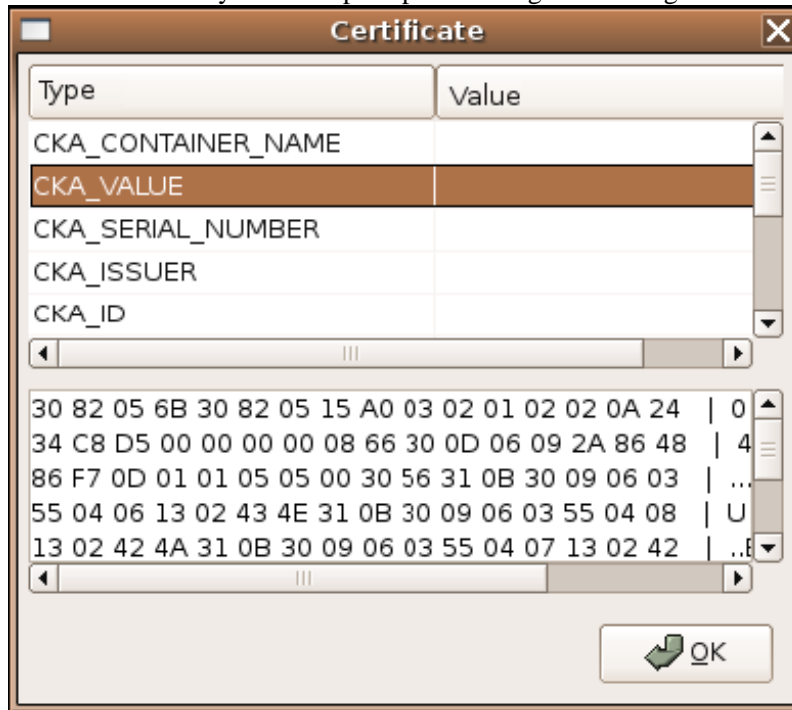 Certificate
Type Value
CKA_CONTAINER_NAME
CKA_VALUE
CKA_SERIAL_NUMBER
CKA_ISSUER
CKA_ID
30 82 05 6B 30 82 05 15 A0 03 02 01 02 02 0A 24 | 0
34 C8 D5 00 00 00 00 08 66 30 0D 06 09 2A 86 48 | 4
86 F7 0D 01 01 05 05 00 30 56 31 0B 30 09 06 03 | ...
55 04 06 13 02 43 4E 31 0B 30 09 06 03 55 04 08 | U
13 02 42 4A 31 0B 30 09 06 03 55 04 07 13 02 42 | ..
OK